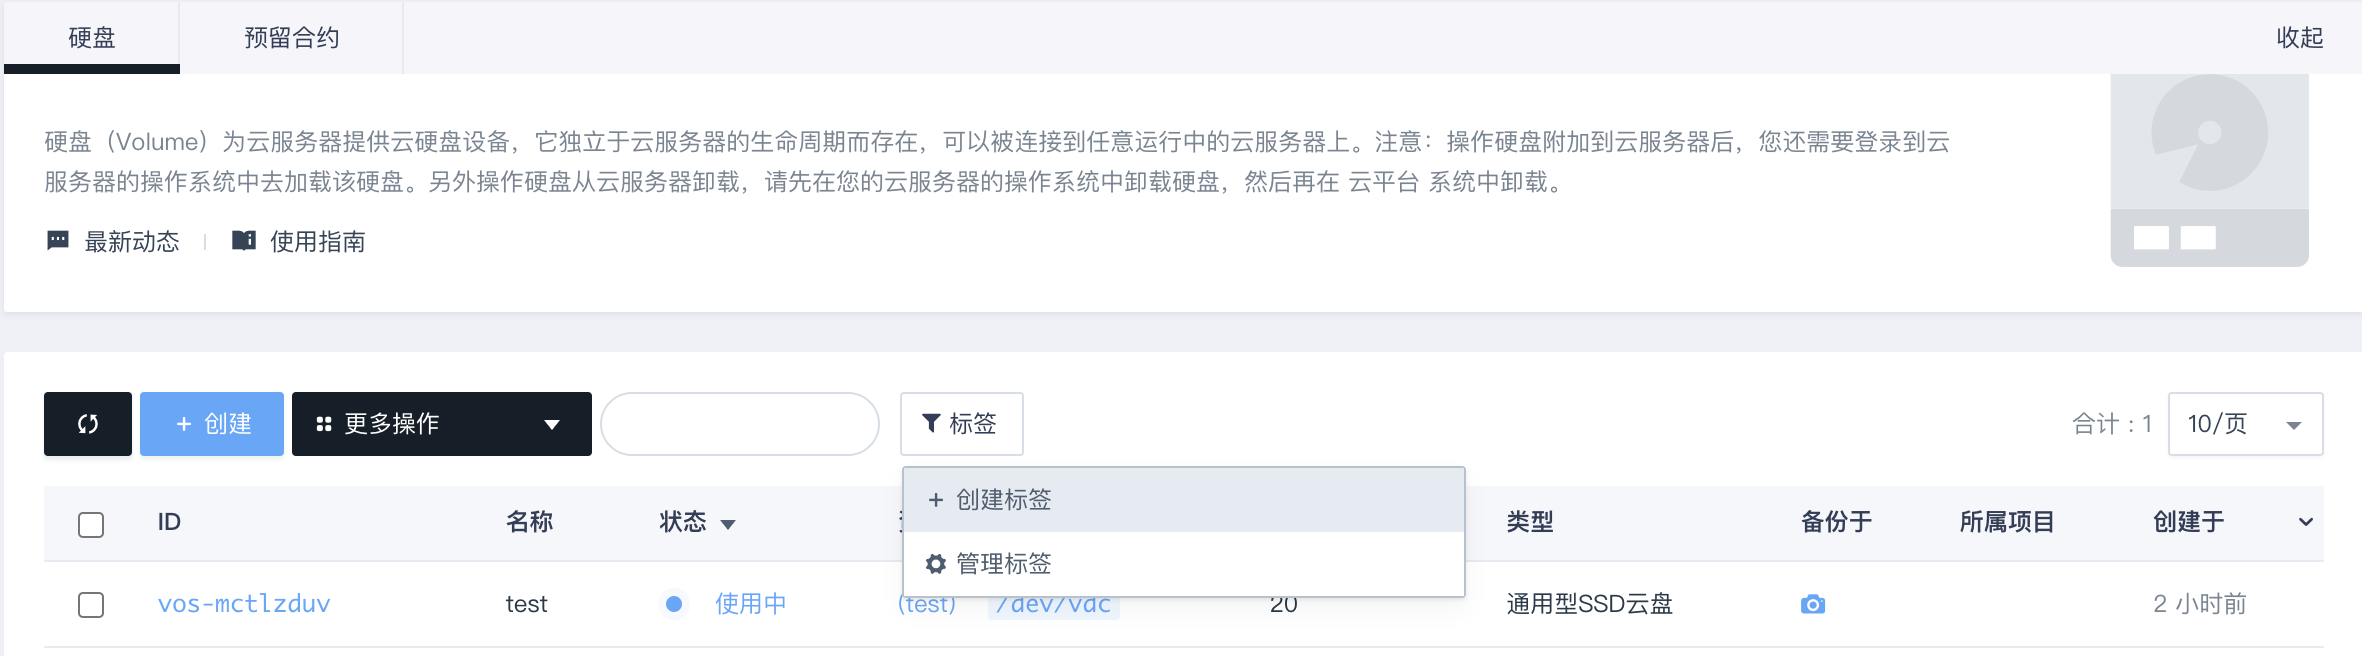 硬盘 预留合约 收起
硬盘（Volume）为云服务器提供云硬盘设备，它独立于云服务器的生命周期而存在，可以被连接到任意运行中的云服务器上。注意：操作硬盘附加到云服务器后，您还需要登录到云
服务器的操作系统中去加载该硬盘。另外操作硬盘从云服务器卸载，请先在您的云服务器的操作系统中卸载硬盘，然后再在 云平台 系统中卸载。
最新动态 使用指南
+ 创建 更多操作 标签 合计：1 10/页
+ 创建标签
ID 名称 状态 类型 备份于 所属项目 创建于
管理标签
vos-mctlzduv test 使用中 (test) /dev/vdc 20 通用型SSD云盘 2 小时前